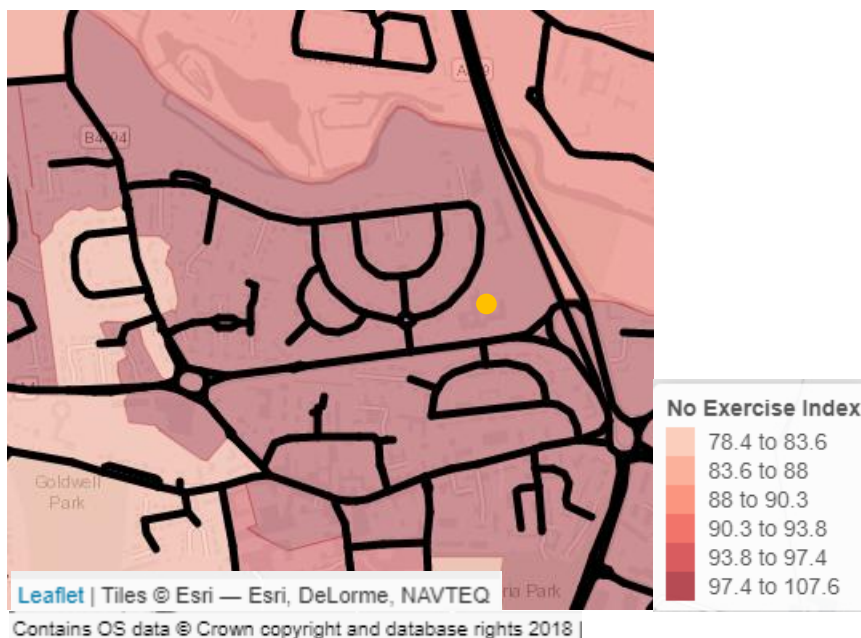 No Exercise Index
78.4 to 83.6
83.6 to 88
88 to 90.3
90.3 to 93.8
93.8 to 97.4
97.4 to 107.6
Goldwell
Park
Park
Leaflet | Tiles © Esri — Esri, DeLorme, NAVTEQ
Contains OS data © Crown copyright and database rights 2018 |